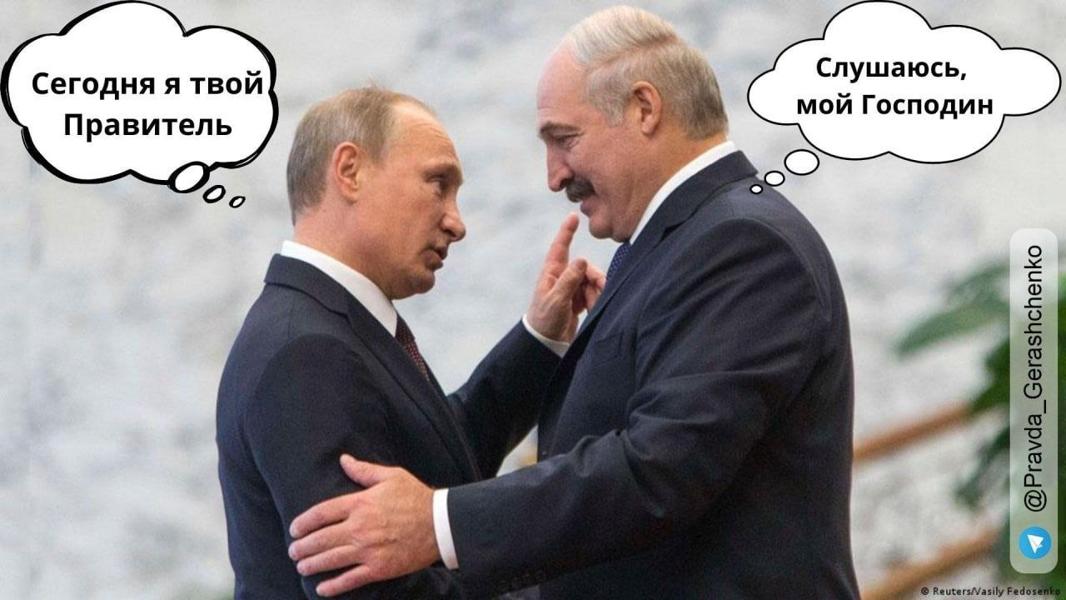 Сегодня я твой
Правитель
Слушаюсь,
мой Господин
@Pravda_Gerashchenko
© Reuters/Vasily Fedosenko